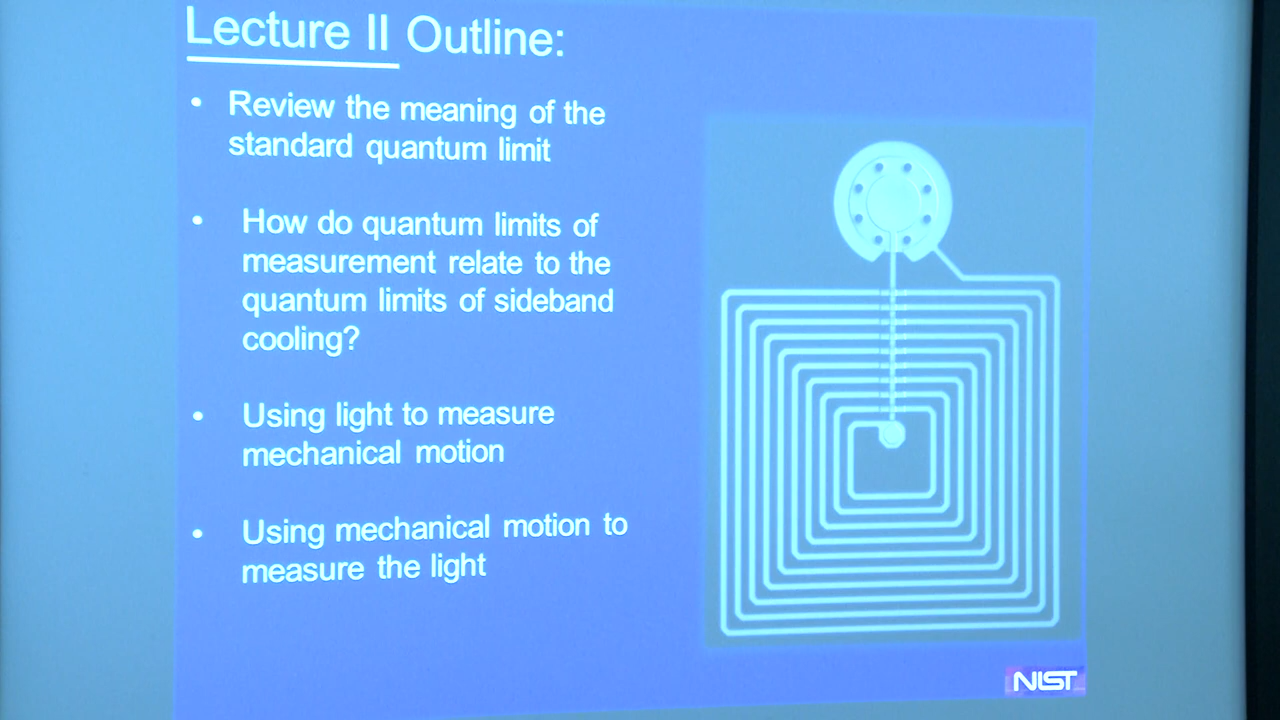 Lecture II Outline:
• Review the meaning of the
standard quantum limit
• How do quantum limits of
measurement relate to the
quantum limits of sideband
cooling?
• Using light to measure
mechanical motion
• Using mechanical motion to
measure the light
NIST